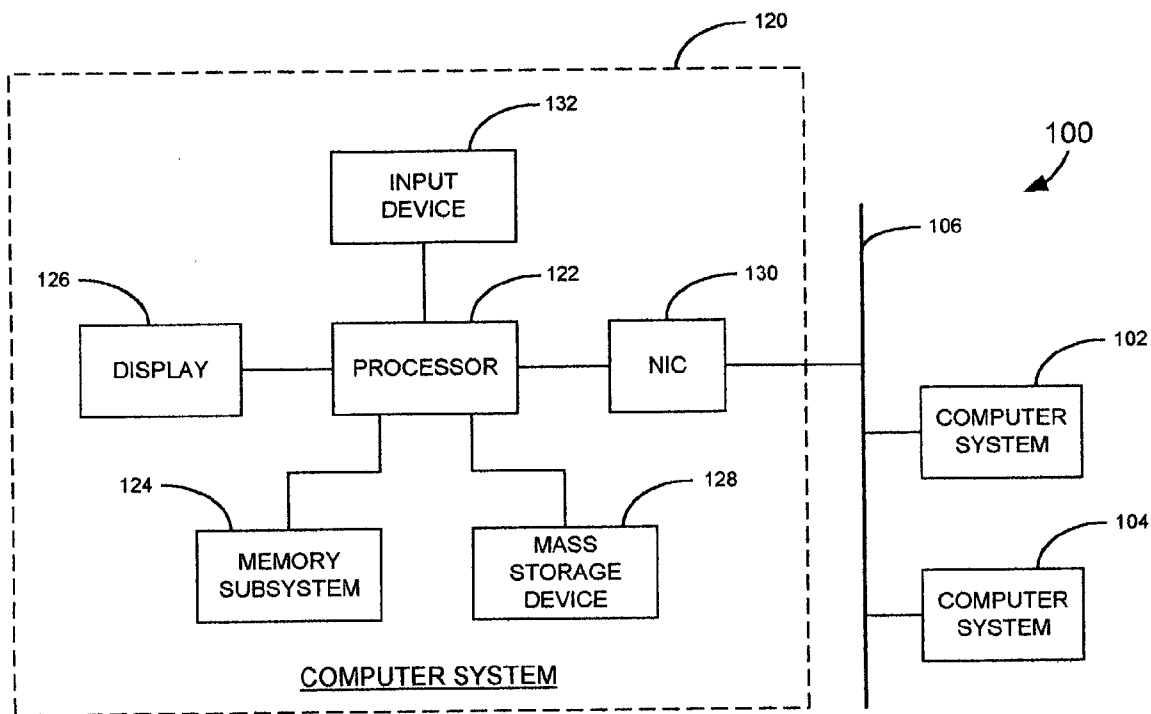 120
132
100
INPUT
DEVICE
106
126
122
130
102
DISPLAY
PROCESSOR
NIC
COMPUTER
SYSTEM
124
128
104
MEMORY
SUBSYSTEM
MASS
STORAGE
DEVICE
COMPUTER
SYSTEM
COMPUTER SYSTEM